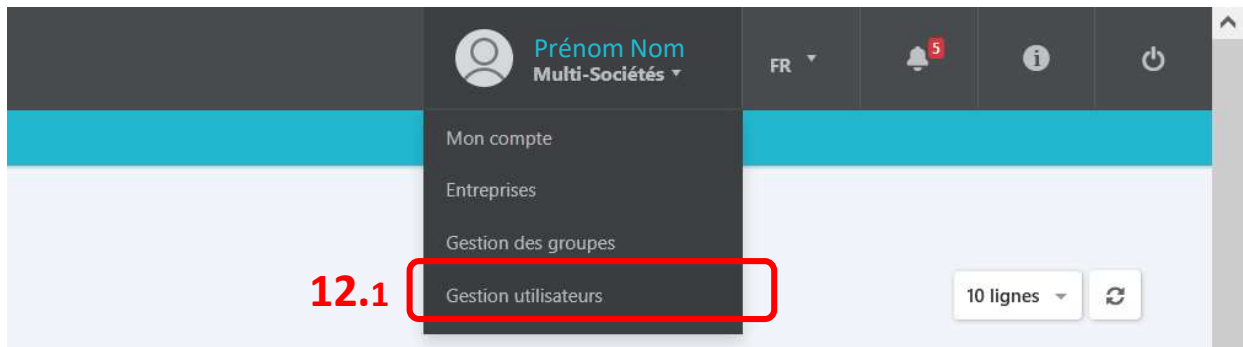 Prénom Nom
Multi-Sociétés
FR
5
Mon compte
Entreprises
Gestion des groupes
12.1
Gestion utilisateurs
10 lignes